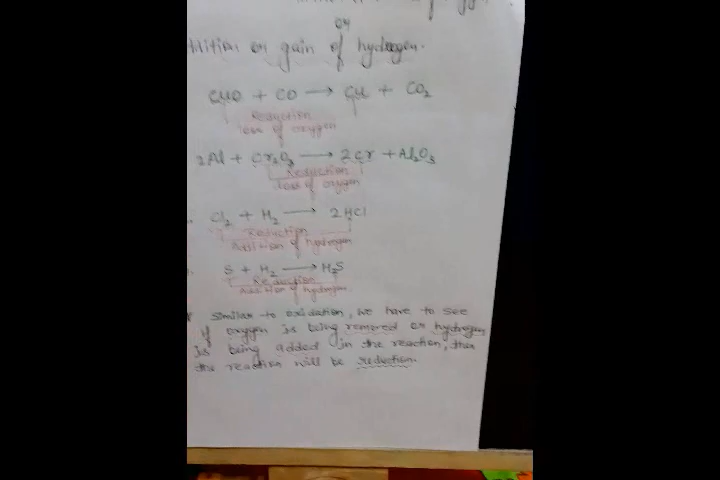 or
dition or gain of hydrogen.
CuO + CO → Cu + CO2
Reduction
loss of oxygen
2Al + Cr2O3 → 2Cr + Al2O3
Reduction
loss of oxygen
Cl2 + H2 → 2HCl
Reduction
Addition of hydrogen
S + H2 → H2S
Reduction
Addition of hydrogen
Similar to oxidation, we have to see
if oxygen is being removed or hydrogen
is being added in the reaction, then
the reaction will be reduction.